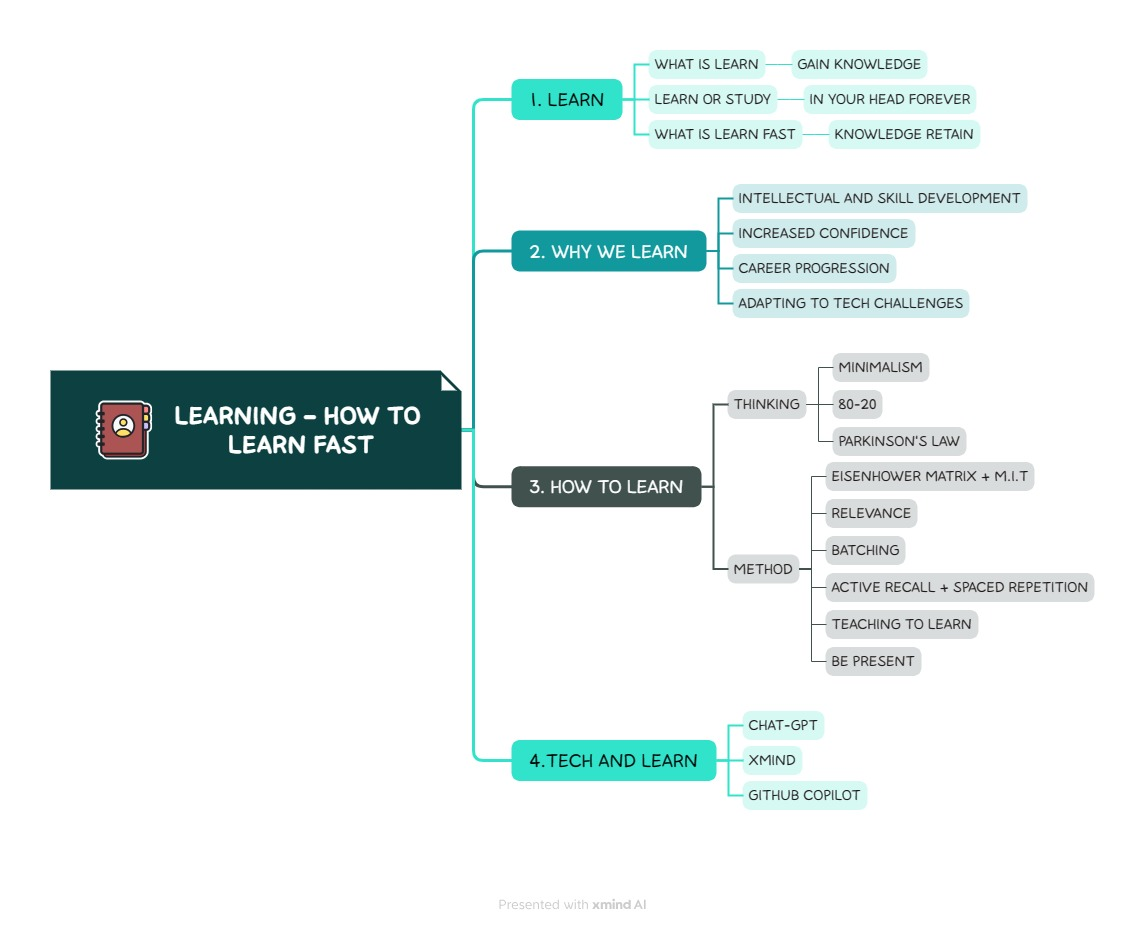 LEARNING - HOW TO
LEARN FAST
1. LEARN
WHAT IS LEARN
GAIN KNOWLEDGE
LEARN OR STUDY
IN YOUR HEAD FOREVER
WHAT IS LEARN FAST
KNOWLEDGE RETAIN
2. WHY WE LEARN
INTELLECTUAL AND SKILL DEVELOPMENT
INCREASED CONFIDENCE
CAREER PROGRESSION
ADAPTING TO TECH CHALLENGES
3. HOW TO LEARN
THINKING
MINIMALISM
80-20
PARKINSON'S LAW
METHOD
EISENHOWER MATRIX + M.I.T
RELEVANCE
BATCHING
ACTIVE RECALL + SPACED REPETITION
TEACHING TO LEARN
BE PRESENT
4.TECH AND LEARN
CHAT-GPT
XMIND
GITHUB COPILOT
Presented with xmind AI